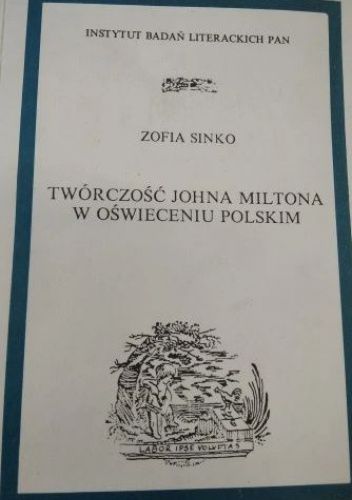 INSTYTUT BADAŃ LITERACKICH PAN
ZOFIA SINKO
TWÓRCZOŚĆ JOHNA MILTONA
W OŚWIECENIU POLSKIM
LABOR IPSE VOLUPTAS